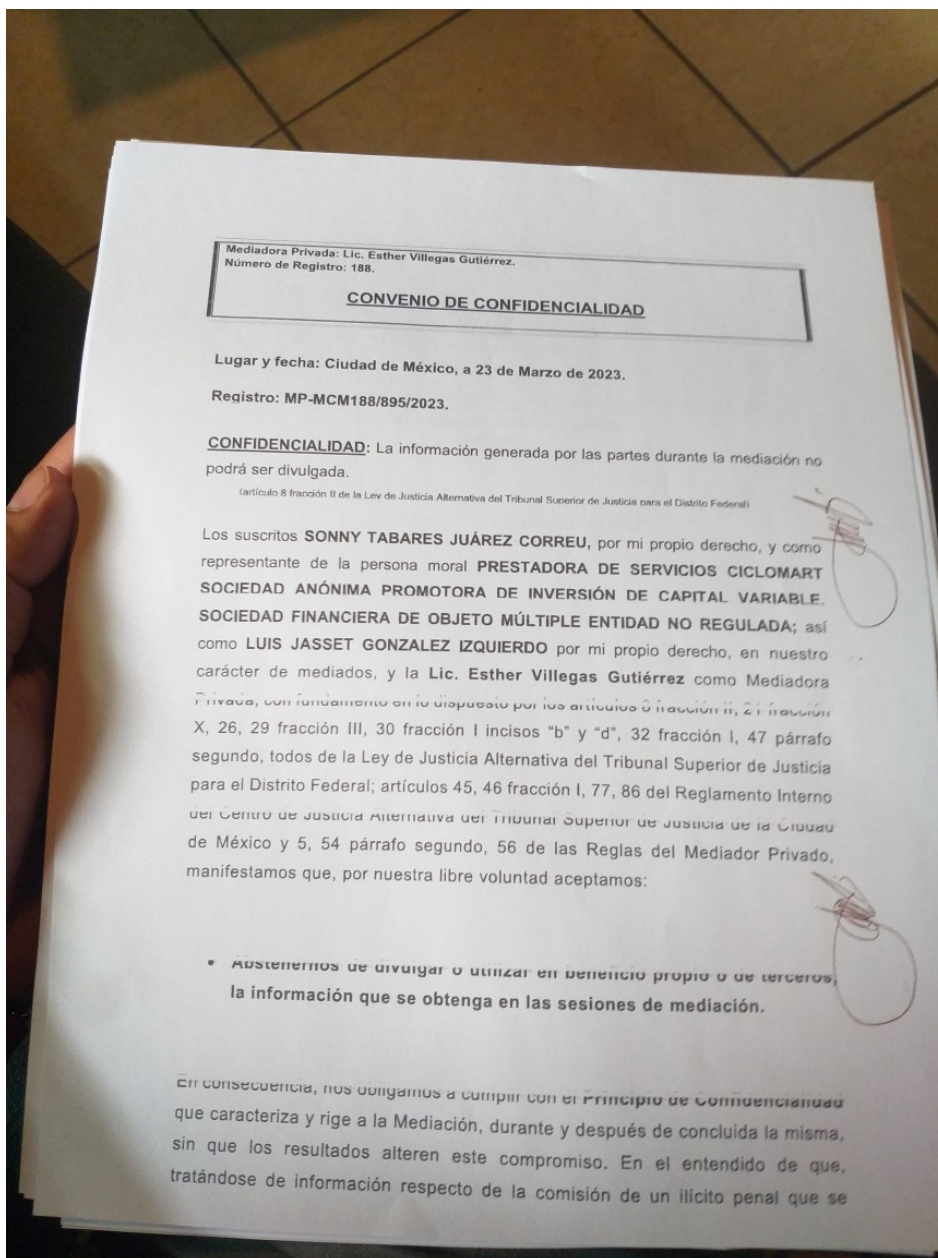 Mediadora Privada: Lic. Esther Villegas Gutiérrez.
Número de Registro: 188.
CONVENIO DE CONFIDENCIALIDAD
Lugar y fecha: Ciudad de México, a 23 de Marzo de 2023.
Registro: MP-MCM188/895/2023.
CONFIDENCIALIDAD: La información generada por las partes durante la mediación no
podrá ser divulgada.
(artículo 8 fracción II de la Ley de Justicia Alternativa del Tribunal Superior de Justicia para el Distrito Federal)
Los suscritos SONNY TABARES JUÁREZ CORREU, por mi propio derecho, y como
representante de la persona moral PRESTADORA DE SERVICIOS CICLOMART
SOCIEDAD ANÓNIMA PROMOTORA DE INVERSIÓN DE CAPITAL VARIABLE.
SOCIEDAD FINANCIERA DE OBJETO MÚLTIPLE ENTIDAD NO REGULADA; así
como LUIS JASSET GONZALEZ IZQUIERDO por mi propio derecho, en nuestro
carácter de mediados, y la Lic. Esther Villegas Gutiérrez como Mediadora
Privada, con fundamento en lo dispuesto por los artículos 8 fracción II, 21 fracción
X, 26, 29 fracción III, 30 fracción I incisos “b” y “d”, 32 fracción I, 47 párrafo
segundo, todos de la Ley de Justicia Alternativa del Tribunal Superior de Justicia
para el Distrito Federal; artículos 45, 46 fracción I, 77, 86 del Reglamento Interno
del Centro de Justicia Alternativa del Tribunal Superior de Justicia de la Ciudad
de México y 5, 54 párrafo segundo, 56 de las Reglas del Mediador Privado,
manifestamos que, por nuestra libre voluntad aceptamos:
• Abstenernos de divulgar o utilizar en beneficio propio o de terceros,
la información que se obtenga en las sesiones de mediación.
En consecuencia, nos obligamos a cumplir con el Principio de Confidencialidad
que caracteriza y rige a la Mediación, durante y después de concluida la misma,
sin que los resultados alteren este compromiso. En el entendido de que,
tratándose de información respecto de la comisión de un ilícito penal que se